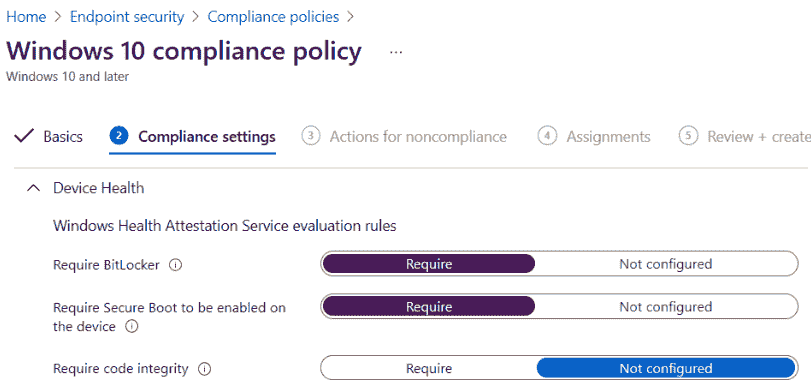 Home > Endpoint security > Compliance policies >
Windows 10 compliance policy ...
Windows 10 and later
Basics 2 Compliance settings 3 Actions for noncompliance 4 Assignments 5 Review + create
Device Health
Windows Health Attestation Service evaluation rules
Require BitLocker Require Not configured
Require Secure Boot to be enabled on Require Not configured
the device
Require code integrity Require Not configured